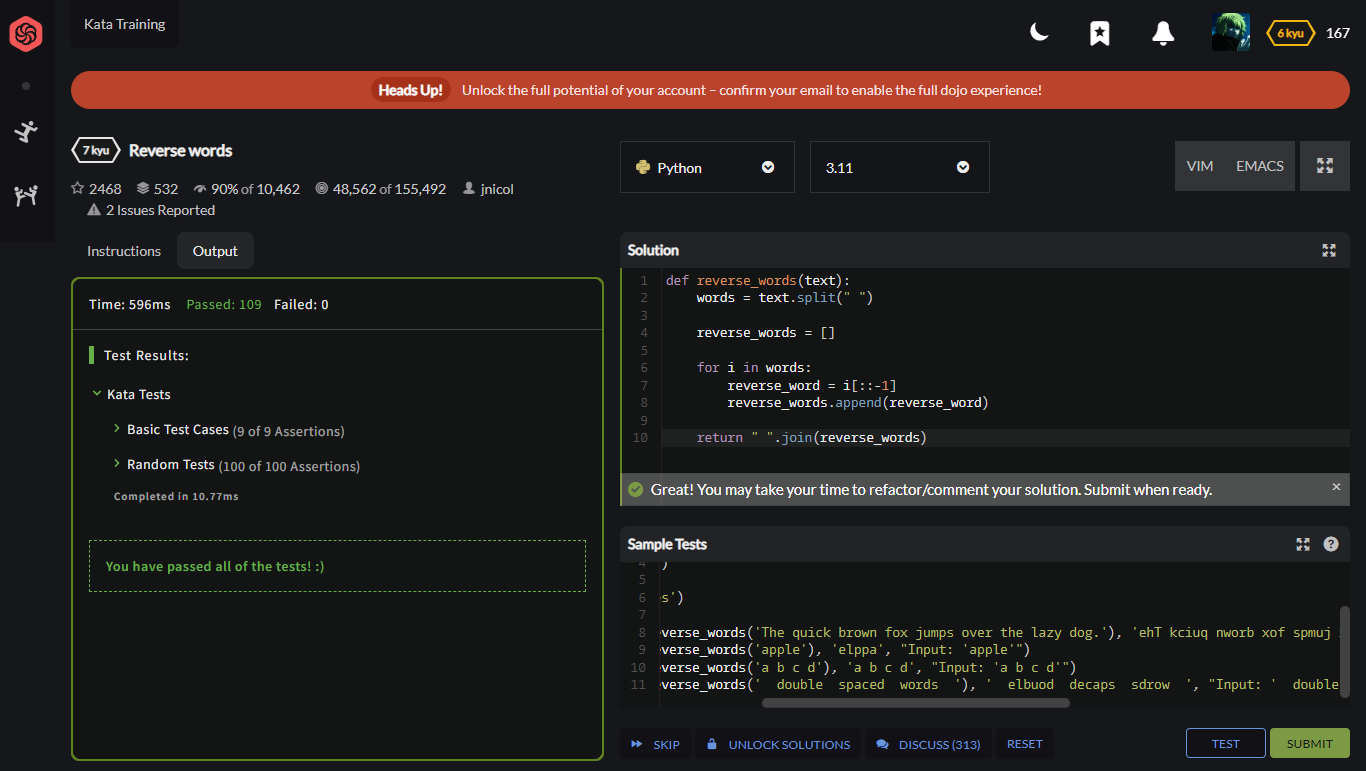 Kata Training
6 kyu 167
Heads Up! Unlock the full potential of your account – confirm your email to enable the full dojo experience!
7 kyu Reverse words
2468 532 90% of 10,462 48,562 of 155,492 jnicol
2 Issues Reported
Instructions Output
Time: 596ms Passed: 109 Failed: 0
Test Results:
Kata Tests
Basic Test Cases (9 of 9 Assertions)
Random Tests (100 of 100 Assertions)
Completed in 10.77ms
You have passed all of the tests! :)
Python 3.11 VIM EMACS
Solution
1 def reverse_words(text):
2 words = text.split(" ")
3
4 reverse_words = []
5
6 for i in words:
7 reverse_word = i[::-1]
8 reverse_words.append(reverse_word)
9
10 return " ".join(reverse_words)
Great! You may take your time to refactor/comment your solution. Submit when ready.
Sample Tests
4 )
5
6 s')
7
8 verse_words('The quick brown fox jumps over the lazy dog.'), 'ehT kciuq nworb xof spmuj
9 verse_words('apple'), 'elppa', "Input: 'apple'")
10 verse_words('a b c d'), 'a b c d', "Input: 'a b c d'")
11 verse_words('  double  spaced  words  '), '  elbuod  decaps  sdrow  ', "Input: '  double
SKIP UNLOCK SOLUTIONS DISCUSS (313) RESET TEST SUBMIT